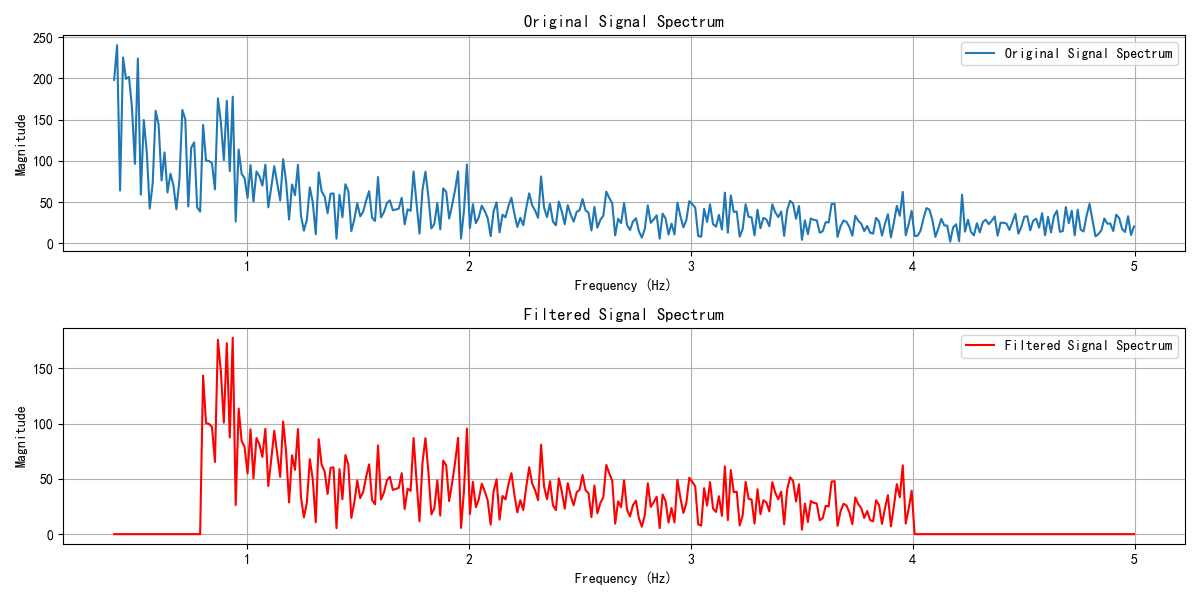 Original Signal Spectrum
250
200
150
100
50
0
Magnitude
Original Signal Spectrum
1 2 3 4 5
Frequency (Hz)
Filtered Signal Spectrum
150
100
50
0
Magnitude
Filtered Signal Spectrum
1 2 3 4 5
Frequency (Hz)